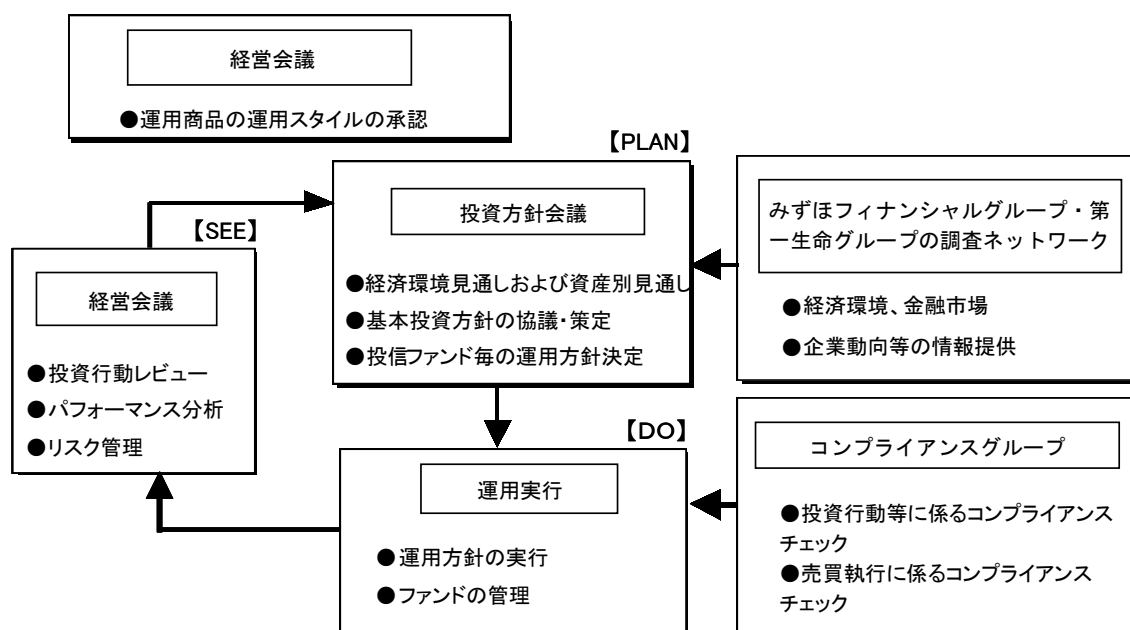 経営会議
●運用商品の運用スタイルの承認
【PLAN】
投資方針会議
●経済環境見通しおよび資産別見通し
●基本投資方針の協議・策定
●投信ファンド毎の運用方針決定
みずほフィナンシャルグループ・第
一生命グループの調査ネットワーク
●経済環境、金融市場
●企業動向等の情報提供
【SEE】
経営会議
●投資行動レビュー
●パフォーマンス分析
●リスク管理
【DO】
運用実行
●運用方針の実行
●ファンドの管理
コンプライアンスグループ
●投資行動等に係るコンプライアンス
チェック
●売買執行に係るコンプライアンス
チェック